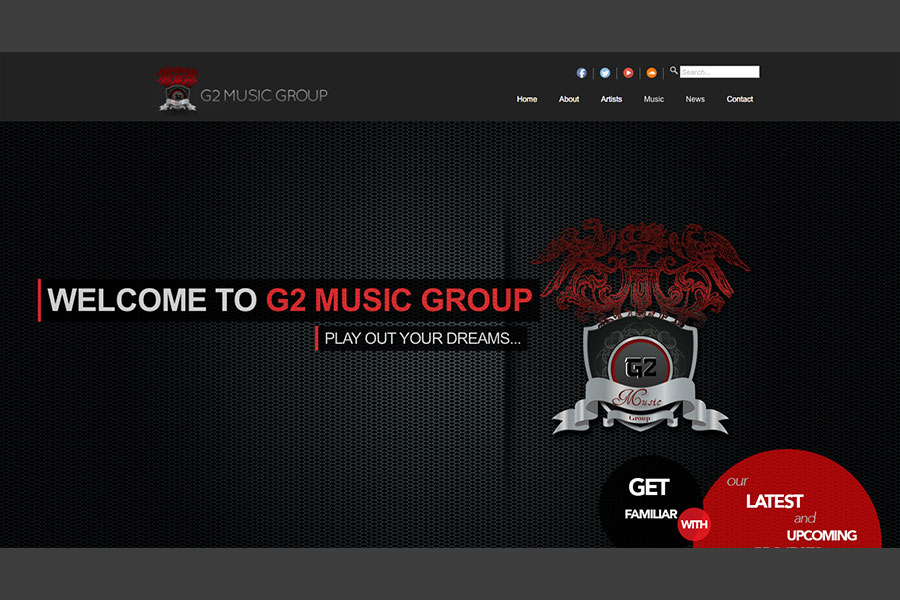 G2 MUSIC GROUP
Search...
Home About Artists Music News Contact
WELCOME TO G2 MUSIC GROUP
PLAY OUT YOUR DREAMS...
G2
Music
Group
GET
FAMILIAR
WITH
our
LATEST
and
UPCOMING